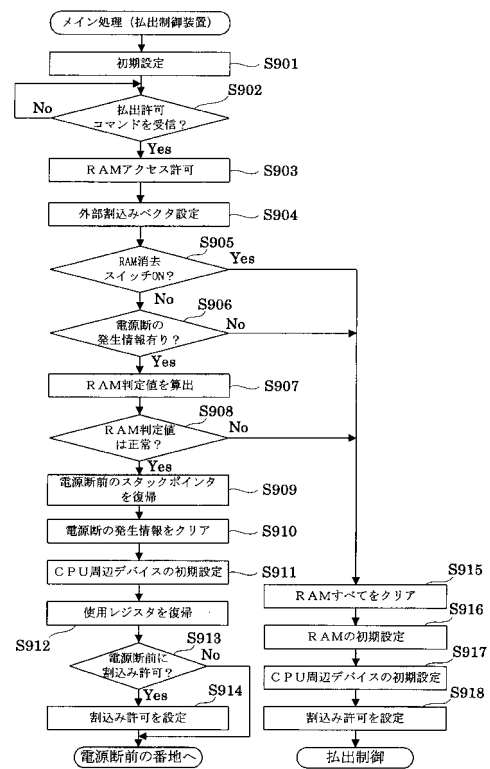 メイン処理（払出制御装置）
初期設定
S901
S902
No
払出許可
コマンドを受信？
Yes
ＲＡＭアクセス許可
S903
外部割込みベクタ設定
S904
S905
RAM消去
スイッチON？
Yes
No
S906
電源断の
発生情報有り？
No
Yes
ＲＡＭ判定値を算出
S907
S908
ＲＡＭ判定値
は正常？
No
Yes
電源断前のスタックポインタ
を復帰
S909
電源断の発生情報をクリア
S910
ＣＰＵ周辺デバイスの初期設定
S911
使用レジスタを復帰
S912
S913
電源断前に
割込み許可？
No
Yes
S914
割込み許可を設定
電源断前の番地へ
S915
ＲＡＭすべてをクリア
S916
ＲＡＭの初期設定
S917
ＣＰＵ周辺デバイスの初期設定
S918
割込み許可を設定
払出制御